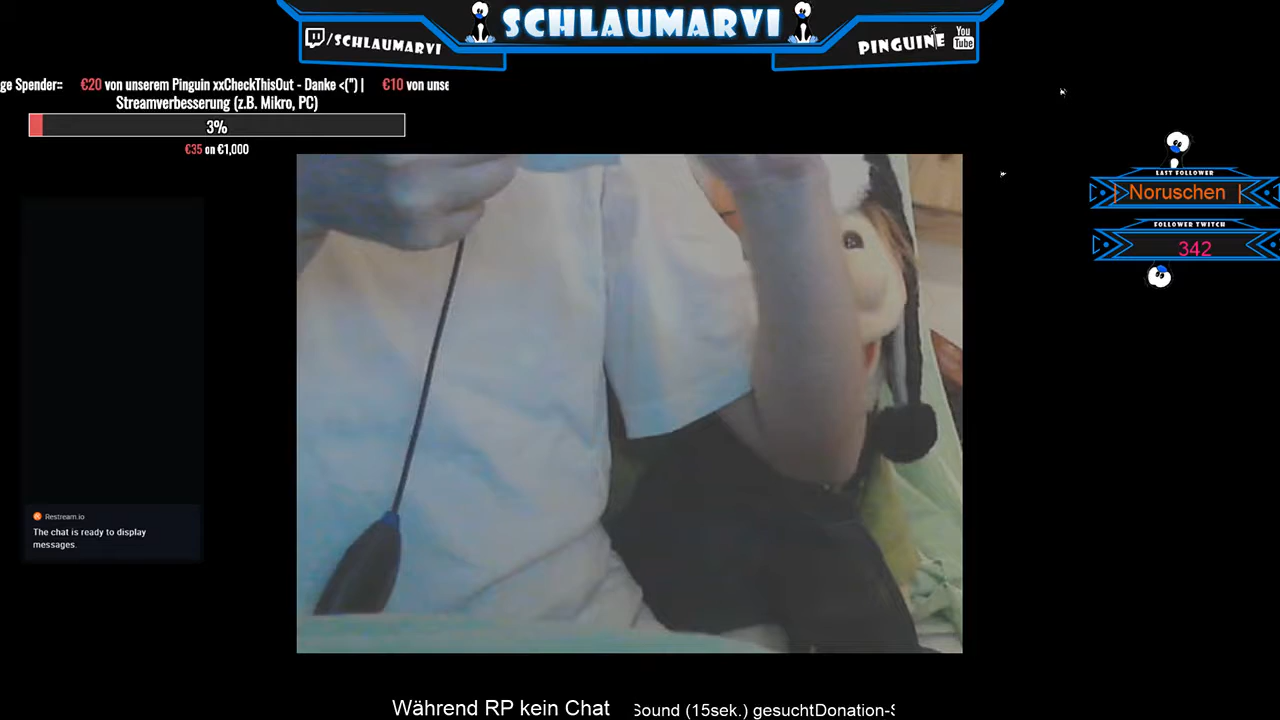 SCHLAUMARVI
/SCHLAUMARVI
PINGUINE
You
Tube
ge Spender= €20 von unserem Pinguin xxCheckThisOut - Danke <(") | €10 von unse
Streamverbesserung (z.B. Mikro, PC)
3%
€35 on €1,000
LAST FOLLOWER
| Noruschen |
FOLLOWER TWITCH
342
Restream.io
The chat is ready to display
messages.
Während RP kein Chat
Sound (15sek.) gesuchtDonation-S